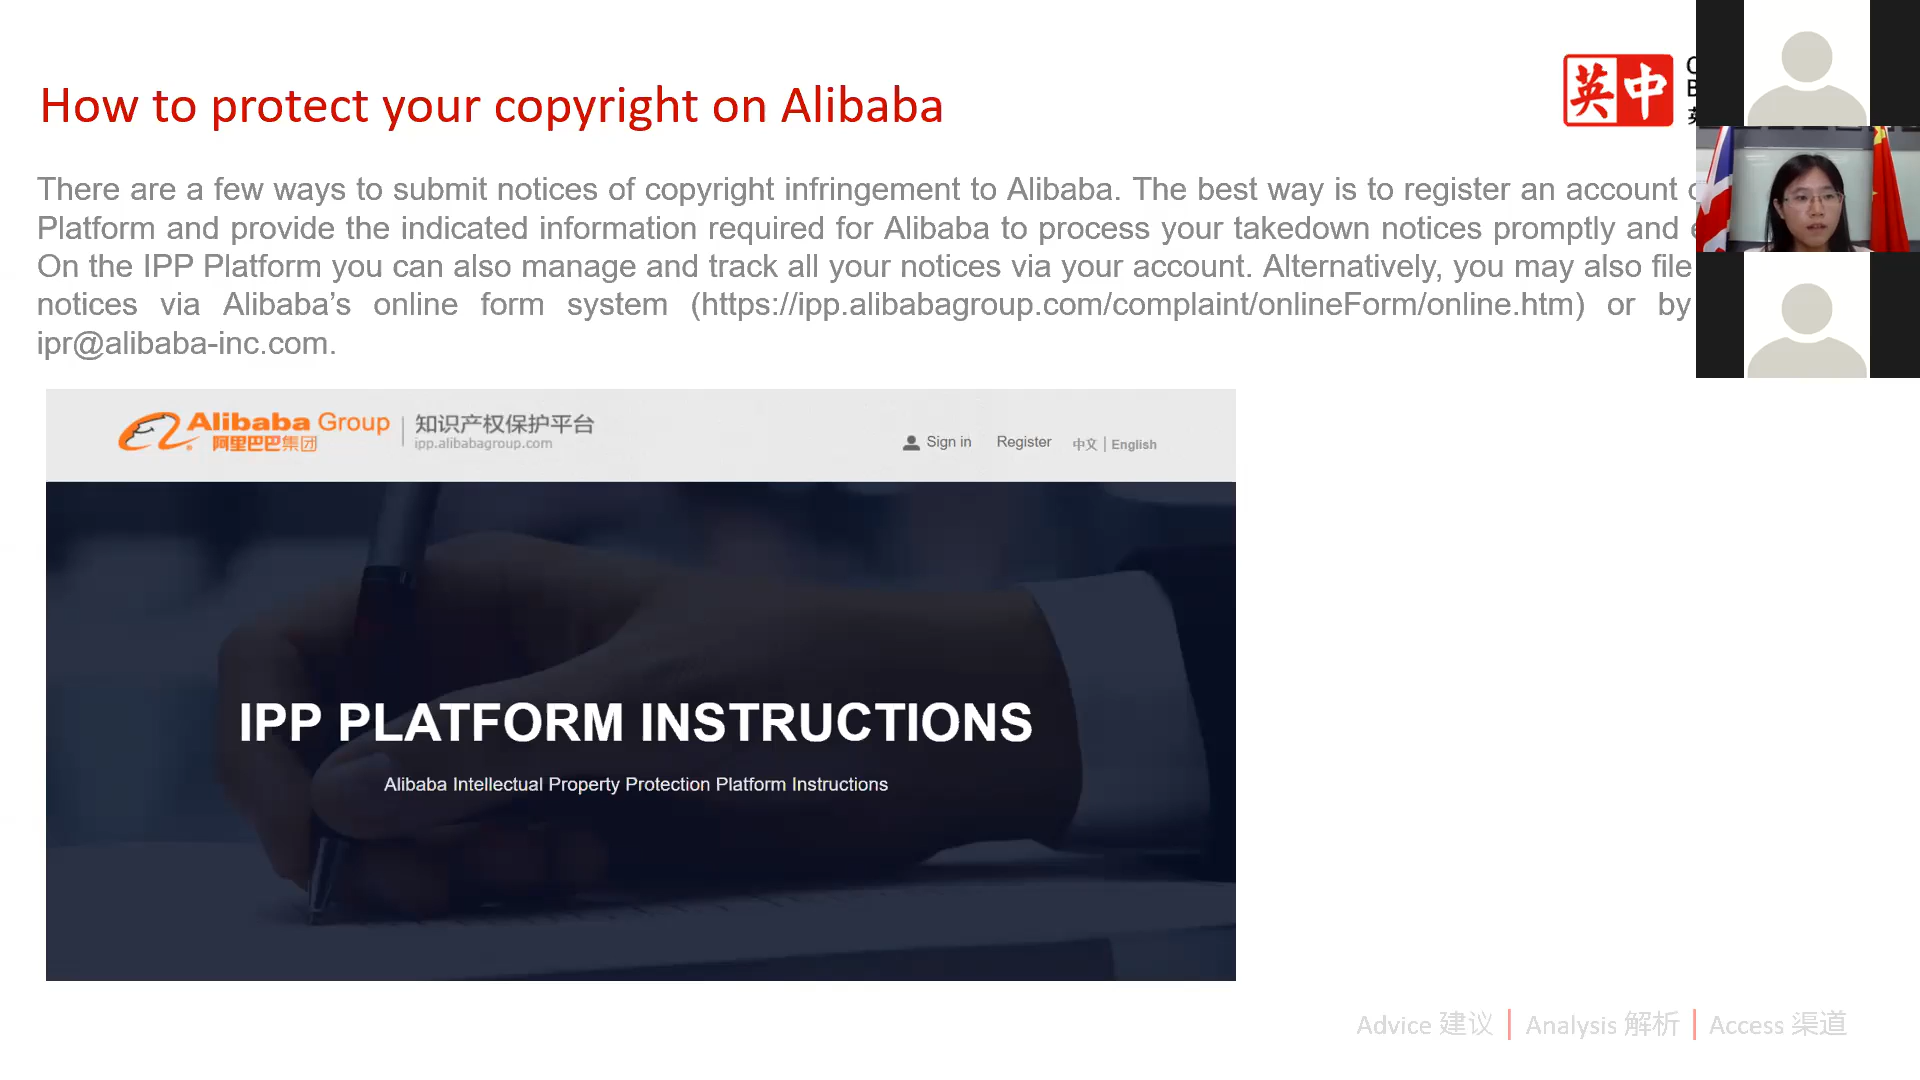 How to protect your copyright on Alibaba
英中
There are a few ways to submit notices of copyright infringement to Alibaba. The best way is to register an account
Platform and provide the indicated information required for Alibaba to process your takedown notices promptly and
On the IPP Platform you can also manage and track all your notices via your account. Alternatively, you may also file
notices via Alibaba’s online form system (https://ipp.alibabagroup.com/complaint/onlineForm/online.htm) or by
ipr@alibaba-inc.com.
Alibaba Group
阿里巴巴集团
知识产权保护平台
ipp.alibabagroup.com
Sign in Register 中文 | English
IPP PLATFORM INSTRUCTIONS
Alibaba Intellectual Property Protection Platform Instructions
Advice 建议 | Analysis 解析 | Access 渠道